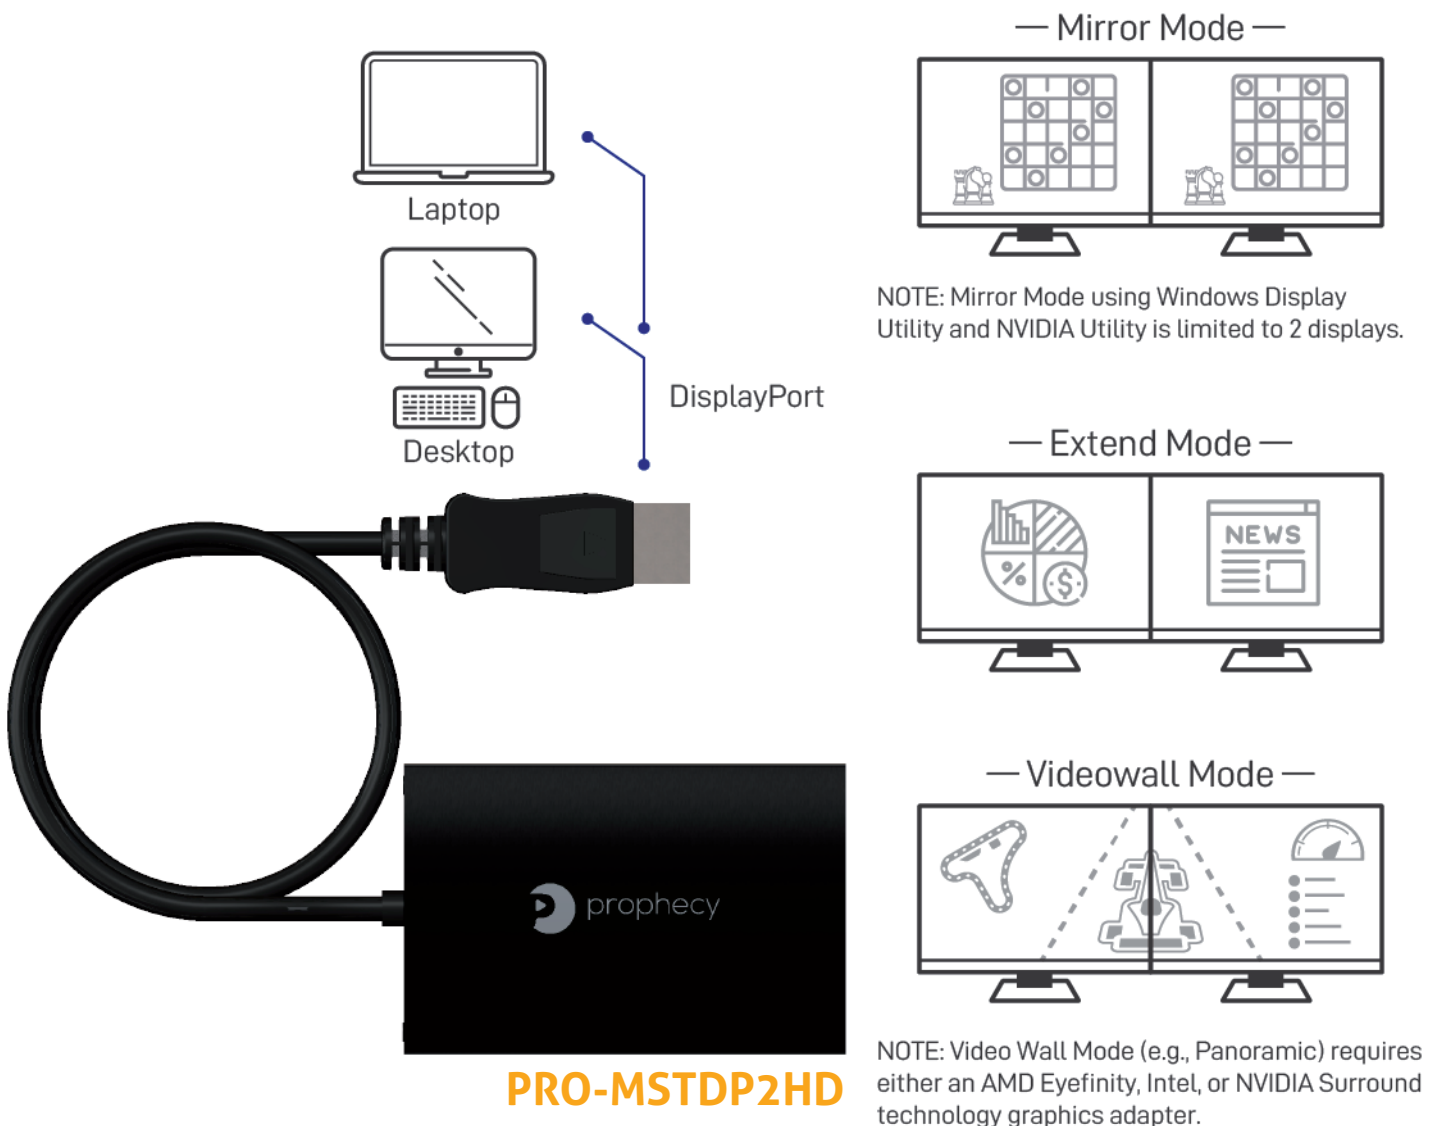 Laptop
Desktop
DisplayPort
prophecy
PRO-MSTDP2HD
— Mirror Mode —
NOTE: Mirror Mode using Windows Display
Utility and NVIDIA Utility is limited to 2 displays.
— Extend Mode —
%
$
NEWS
— Videowall Mode —
NOTE: Video Wall Mode (e.g., Panoramic) requires
either an AMD Eyefinity, Intel, or NVIDIA Surround
technology graphics adapter.